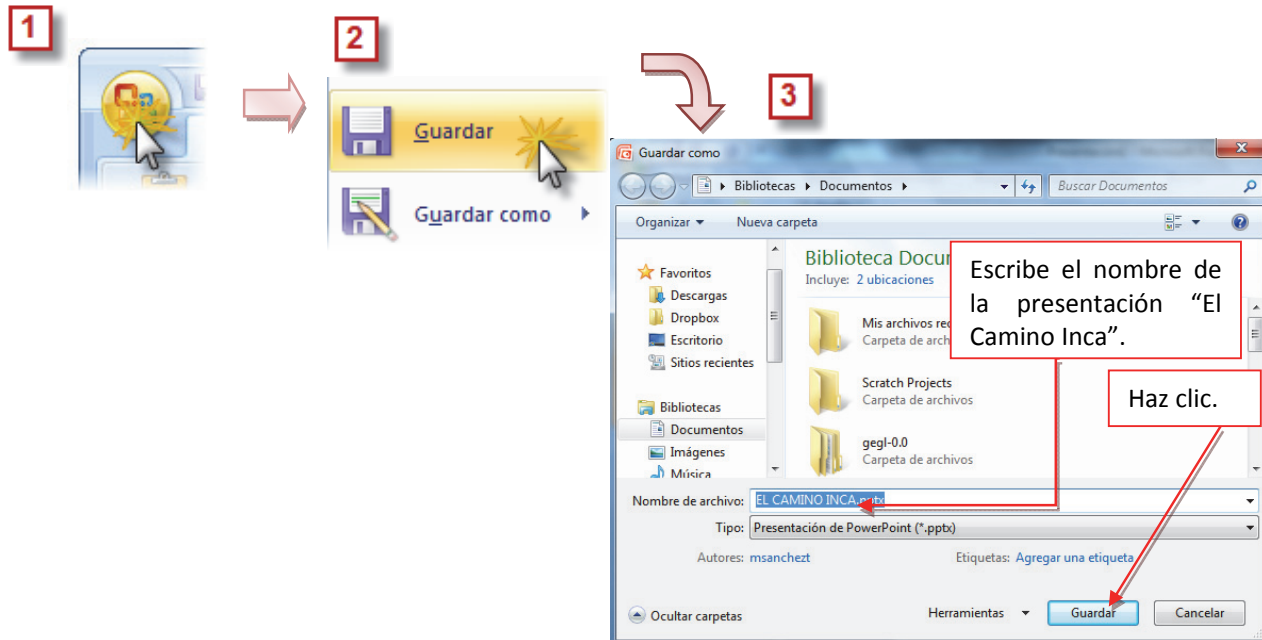 1
2
Guardar
Guardar como
3
Guardar como
Bibliotecas
Documentos
Buscar Documentos
Organizar
Nueva carpeta
Favoritos
Descargas
Dropbox
Escritorio
Sitios recientes
Bibliotecas
Documentos
Imágenes
Música
Biblioteca
Incluye: 2 ubicaciones
Mis archivos
Carpeta de
Scratch Projects
Carpeta de archivos
gegl-0.0
Carpeta de archivos
Escribe el nombre de
la presentación “El
Camino Inca”.
Haz clic.
Nombre de archivo: EL CAMINO INCA.pptx
Tipo: Presentación de PowerPoint (*.pptx)
Autores: msanchezt
Etiquetas: Agregar una etiqueta
Ocultar carpetas
Herramientas
Guardar
Cancelar